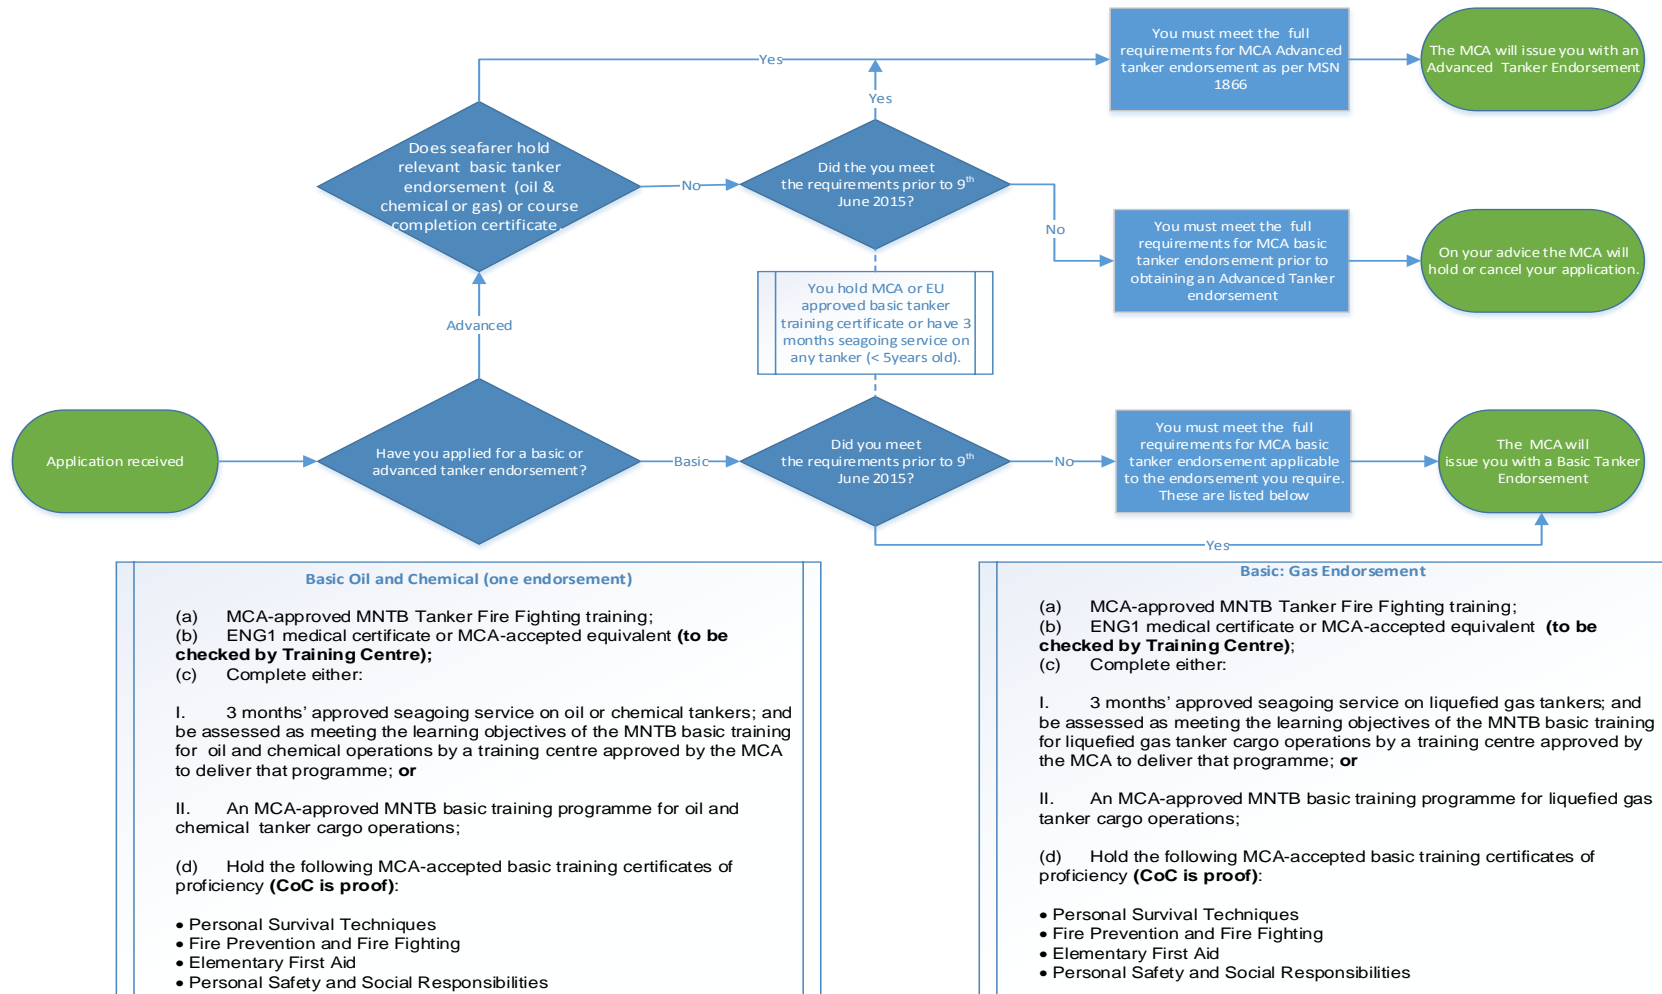 You must meet the  full
requirements for MCA Advanced
tanker endorsement as per MSN
1866
The MCA will issue you with an
Advanced  Tanker Endorsement
Yes
Yes
Does seafarer hold
relevant  basic tanker
endorsement  (oil &
chemical or gas) or course
completion certificate.
No
Did the you meet
the requirements prior to 9th
June 2015?
No
You must meet the  full
requirements for MCA basic
tanker endorsement prior to
obtaining an Advanced Tanker
endorsement
On your advice the MCA will
hold or cancel your application.
You hold MCA or EU
approved basic tanker
training certificate or have 3
months seagoing service on
any tanker (< 5years old).
Advanced
Application received
Have you applied for a basic or
advanced tanker endorsement?
Basic
Did you meet
the requirements prior to 9th
June 2015?
No
You must meet the  full
requirements for MCA basic
tanker endorsement applicable
to the endorsement you require.
These are listed below
The  MCA will
issue you with a Basic Tanker
Endorsement
Yes
Basic Oil and Chemical (one endorsement)
(a) MCA-approved MNTB Tanker Fire Fighting training;
(b) ENG1 medical certificate or MCA-accepted equivalent (to be
checked by Training Centre);
(c) Complete either:
I. 3 months’ approved seagoing service on oil or chemical tankers; and
be assessed as meeting the learning objectives of the MNTB basic training
for  oil and chemical operations by a training centre approved by the MCA
to deliver that programme; or
II. An MCA-approved MNTB basic training programme for oil and
chemical  tanker cargo operations;
(d) Hold the following MCA-accepted basic training certificates of
proficiency (CoC is proof):
• Personal Survival Techniques
• Fire Prevention and Fire Fighting
• Elementary First Aid
• Personal Safety and Social Responsibilities
Basic: Gas Endorsement
(a) MCA-approved MNTB Tanker Fire Fighting training;
(b) ENG1 medical certificate or MCA-accepted equivalent  (to be
checked by Training Centre);
(c) Complete either:
I. 3 months’ approved seagoing service on liquefied gas tankers; and
be assessed as meeting the learning objectives of the MNTB basic training
for liquefied gas tanker cargo operations by a training centre approved by
the MCA to deliver that programme; or
II. An MCA-approved MNTB basic training programme for liquefied gas
tanker cargo operations;
(d) Hold the following MCA-accepted basic training certificates of
proficiency (CoC is proof):
• Personal Survival Techniques
• Fire Prevention and Fire Fighting
• Elementary First Aid
• Personal Safety and Social Responsibilities